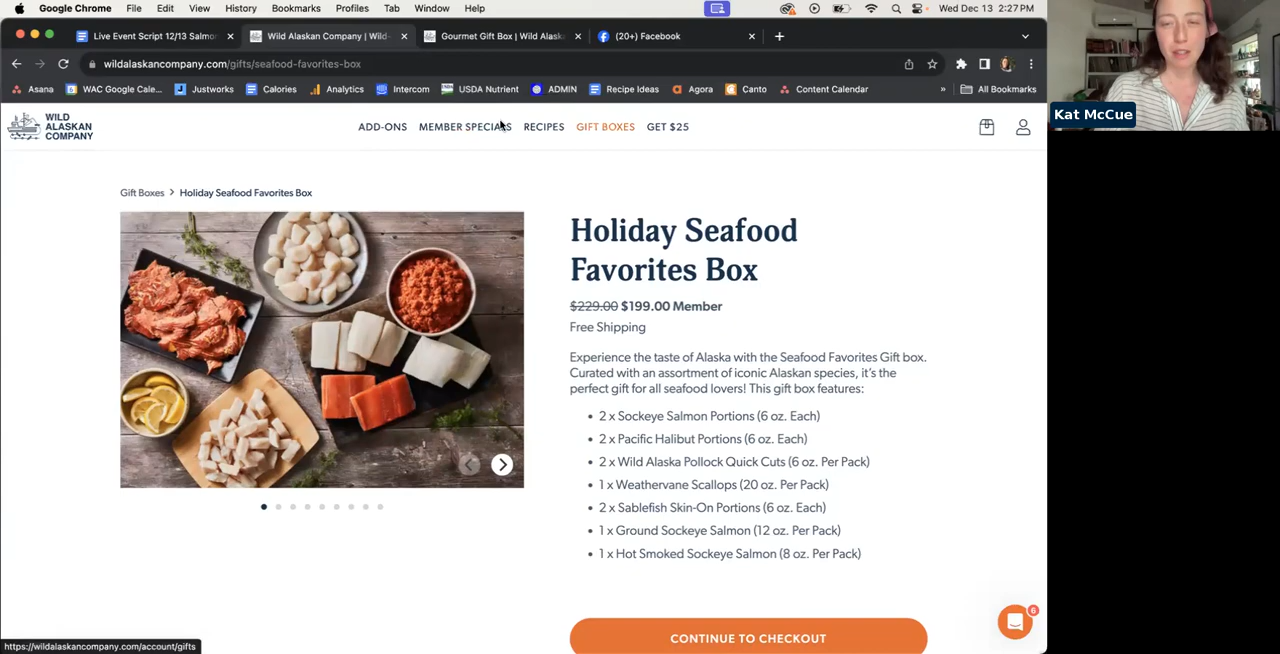 Google Chrome File Edit View History Bookmarks Profiles Tab Window Help Wed Dec 13 2:27 PM
Live Event Script 12/13 Salmo Wild Alaskan Company | Wild- Gourmet Gift Box | Wild Alask (20+) Facebook
wildalaskancompany.com/gifts/seafood-favorites-box
Asana WAC Google Cale... Justworks Calories Analytics Intercom USDA Nutrient ADMIN Recipe Ideas Agora Canto Content Calendar » All Bookmarks
Kat McCue
WILD
ALASKAN
COMPANY
ADD-ONS MEMBER SPECIALS RECIPES GIFT BOXES GET $25
Gift Boxes > Holiday Seafood Favorites Box
Holiday Seafood
Favorites Box
$229.00 $199.00 Member
Free Shipping
Experience the taste of Alaska with the Seafood Favorites Gift box.
Curated with an assortment of iconic Alaskan species, it's the
perfect gift for all seafood lovers! This gift box features:
• 2 x Sockeye Salmon Portions (6 oz. Each)
• 2 x Pacific Halibut Portions (6 oz. Each)
• 2 x Wild Alaska Pollock Quick Cuts (6 oz. Per Pack)
• 1 x Weathervane Scallops (20 oz. Per Pack)
• 2 x Sablefish Skin-On Portions (6 oz. Each)
• 1 x Ground Sockeye Salmon (12 oz. Per Pack)
• 1 x Hot Smoked Sockeye Salmon (8 oz. Per Pack)
CONTINUE TO CHECKOUT
6
https://wildalaskancompany.com/account/gifts